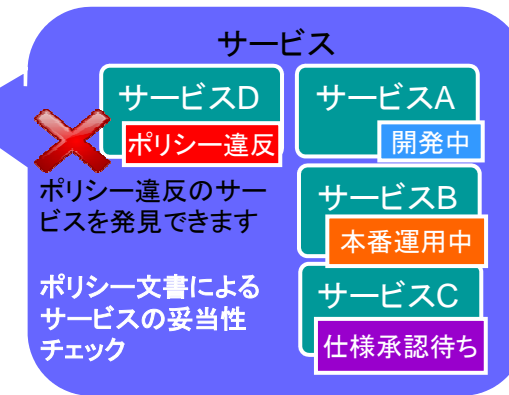 サービス
サービスD
ポリシー違反
ポリシー違反のサー
ビスを発見できます
ポリシー文書による
サービスの妥当性
チェック
サービスA
開発中
サービスB
本番運用中
サービスC
仕様承認待ち